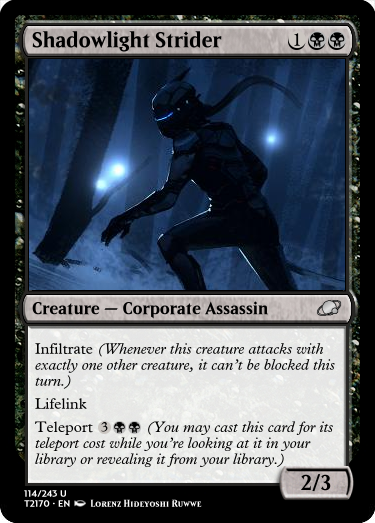 Shadowlight Strider 1
Creature — Corporate Assassin
Infiltrate (Whenever this creature attacks with
exactly one other creature, it can't be blocked this
turn.)
Lifelink
Teleport 3 (You may cast this card for its
teleport cost while you're looking at it in your
library or revealing it from your library.)
2/3
114/243 U
T2170 • EN Lorenz Hideyoshi Ruwwe